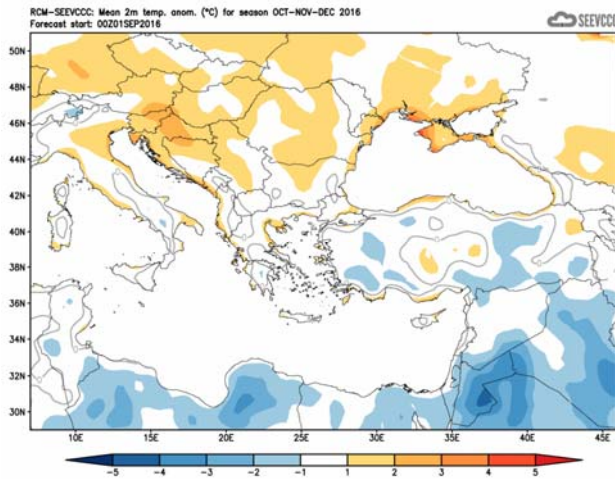 RCM-SEEVCCC: Mean 2m temp. anom. (°C) for season OCT-NOV-DEC 2016
Forecast start: 00Z01SEP2016
SEEVCCC
50N
48N
46N
44N
42N
40N
38N
36N
34N
32N
30N
10E 15E 20E 25E 30E 35E 40E 45E
-5 -4 -3 -2 -1 1 2 3 4 5